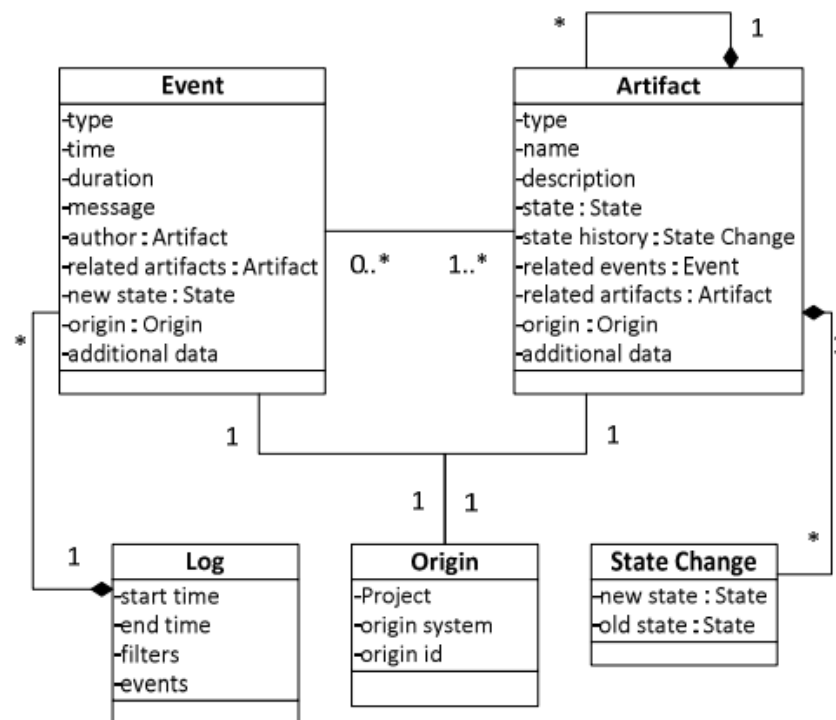 * 1
Event
-type
-time
-duration
-message
-author : Artifact
-related artifacts : Artifact
-new state : State
-origin : Origin
-additional data
Artifact
-type
-name
-description
-state : State
-state history : State Change
-related events : Event
-related artifacts : Artifact
-origin : Origin
-additional data
0..* 1..*
*
1 1
1 1
1
*
Log
-start time
-end time
-filters
-events
Origin
-Project
-origin system
-origin id
State Change
-new state : State
-old state : State